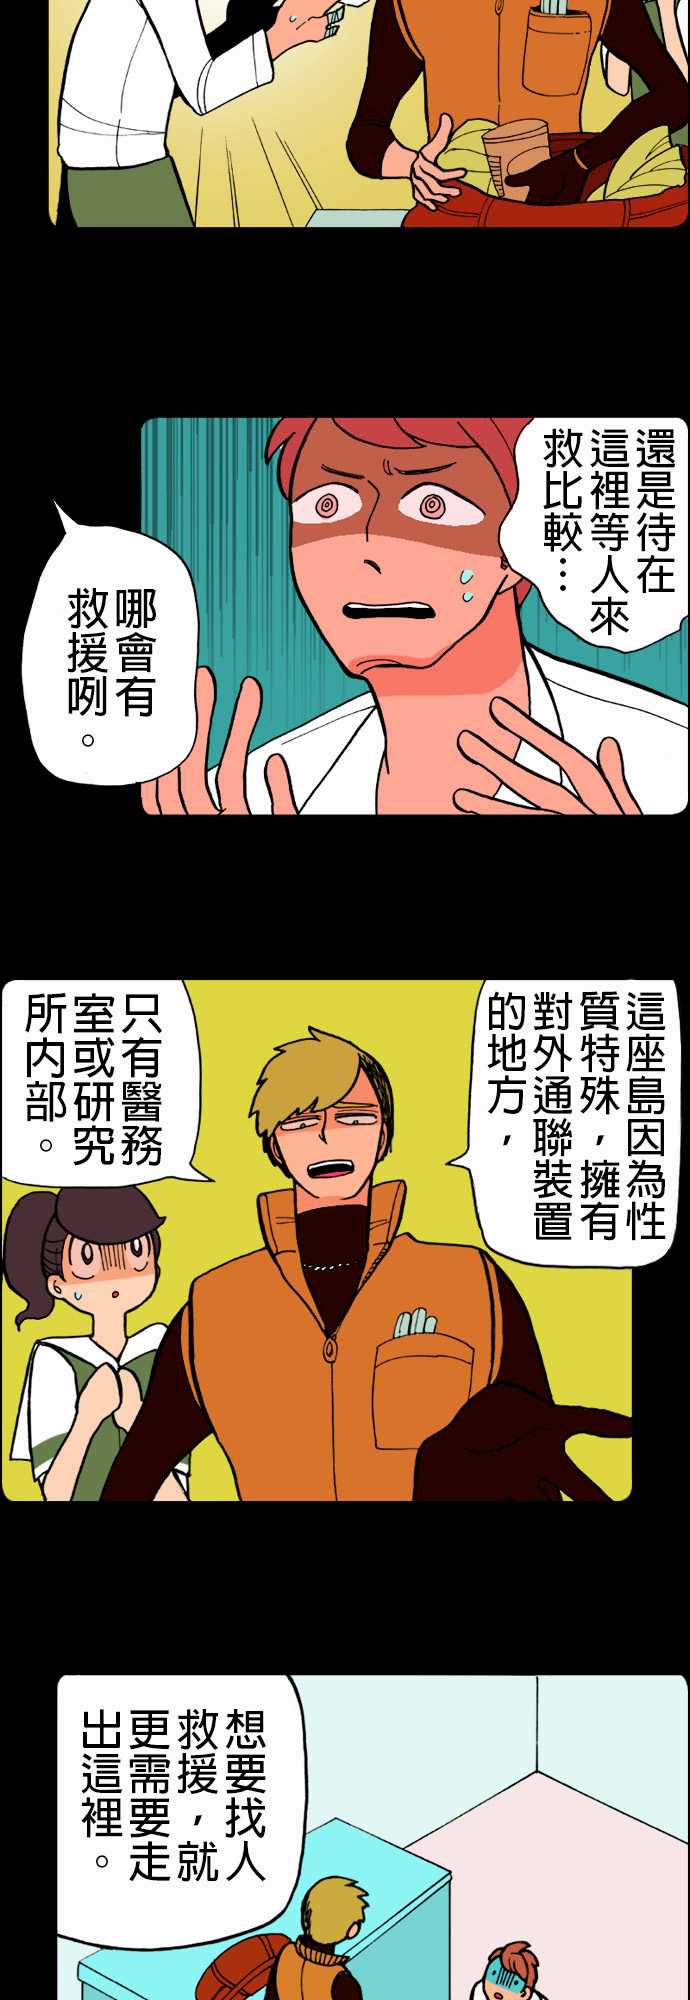 還是待在
這裡等人來
救比較…
哪會有
救援咧。
這座島因為性
質特殊，擁有
對外通聯裝置
的地方，
只有醫務
室或研究
所內部。
想要找人
救援，就
更需要走
出這裡。